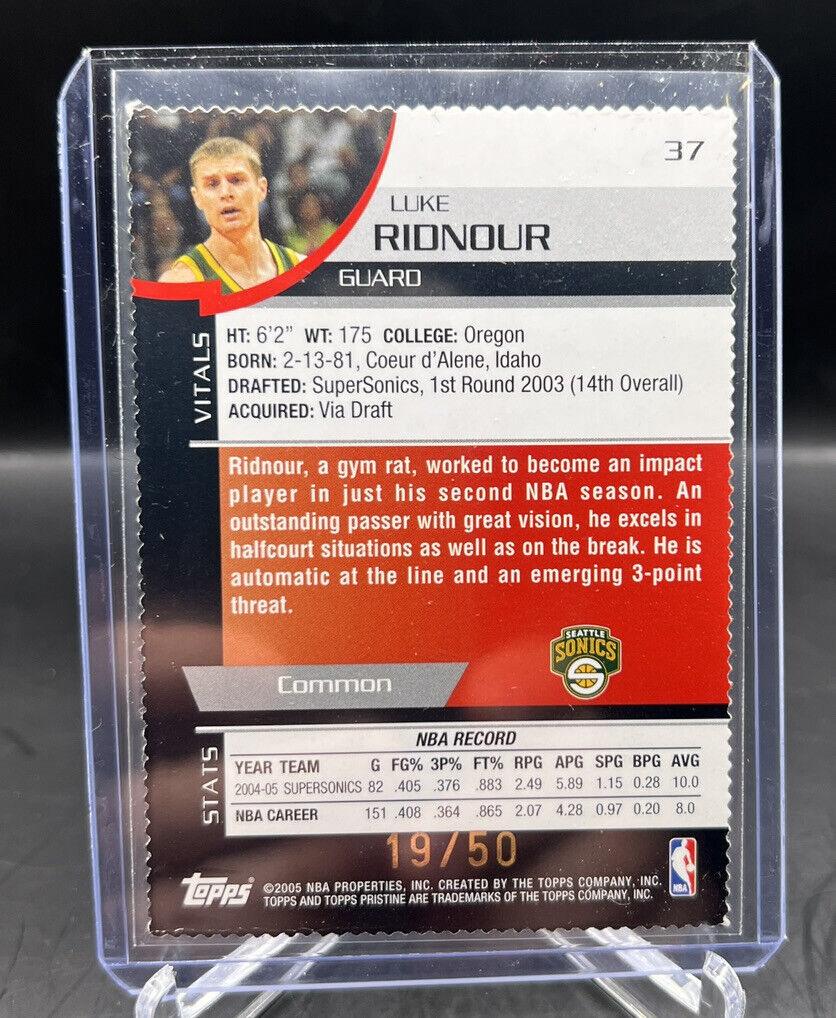 37
LUKE
RIDNOUR
GUARD
VITALS
HT: 6'2" WT: 175 COLLEGE: Oregon
BORN: 2-13-81, Coeur d'Alene, Idaho
DRAFTED: SuperSonics, 1st Round 2003 (14th Overall)
ACQUIRED: Via Draft
Ridnour, a gym rat, worked to become an impact
player in just his second NBA season. An
outstanding passer with great vision, he excels in
halfcourt situations as well as on the break. He is
automatic at the line and an emerging 3-point
threat.
SEATTLE
SONICS
Common
STATS
NBA RECORD
YEAR TEAM G FG% 3P% FT% RPG APG SPG BPG AVG
2004-05 SUPERSONICS 82 .405 .376 .883 2.49 5.89 1.15 0.28 10.0
NBA CAREER 151 .408 .364 .865 2.07 4.28 0.97 0.20 8.0
19/50
topps
©2005 NBA PROPERTIES, INC. CREATED BY THE TOPPS COMPANY, INC.
TOPPS AND TOPPS PRISTINE ARE TRADEMARKS OF THE TOPPS COMPANY, INC.
NBA